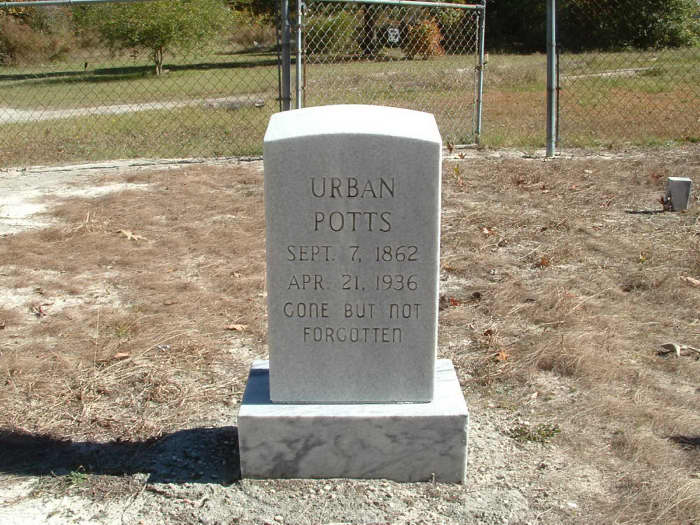 URBAN
POTTS
SEPT. 7, 1862
APR. 21, 1936
GONE BUT NOT
FORGOTTEN